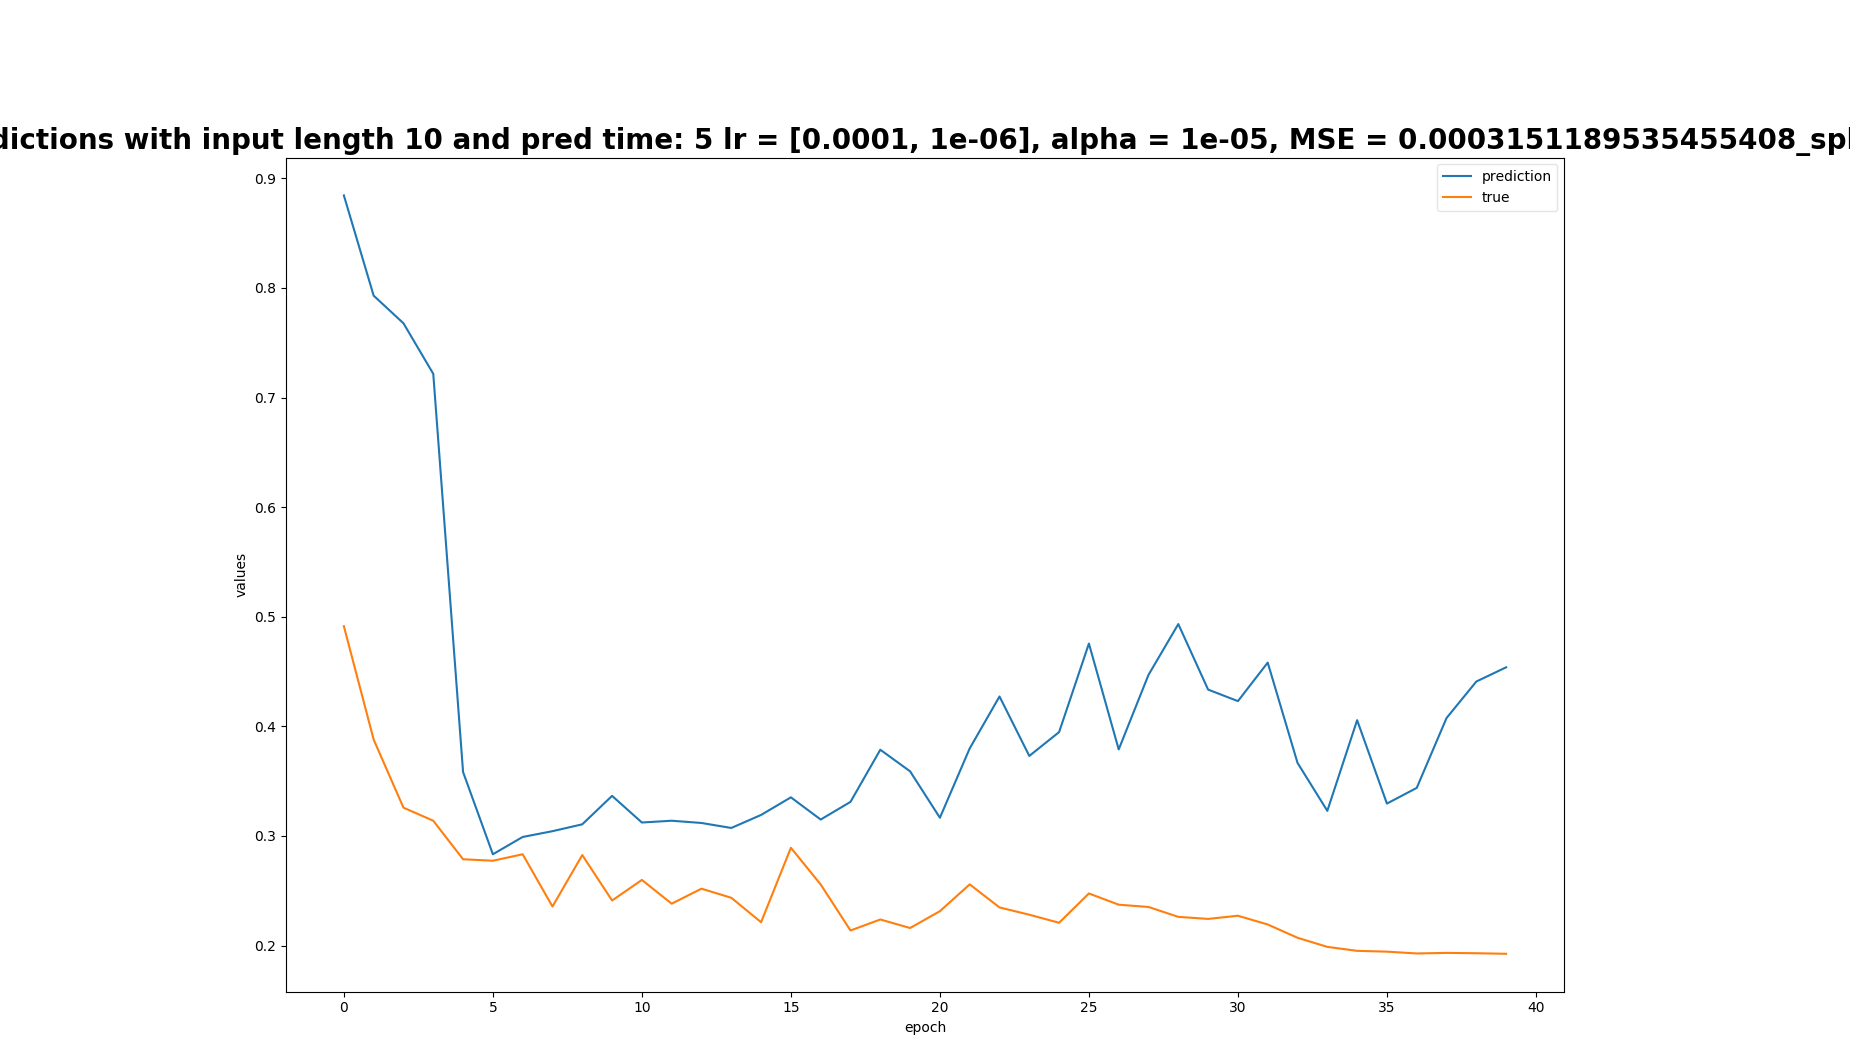 dictions with input length 10 and pred time: 5 lr = [0.0001, 1e-06], alpha = 1e-05, MSE = 0.0003151189535455408_spl
prediction
true
0.9
0.8
0.7
0.6
0.5
0.4
0.3
0.2
values
0 5 10 15 20 25 30 35 40
epoch